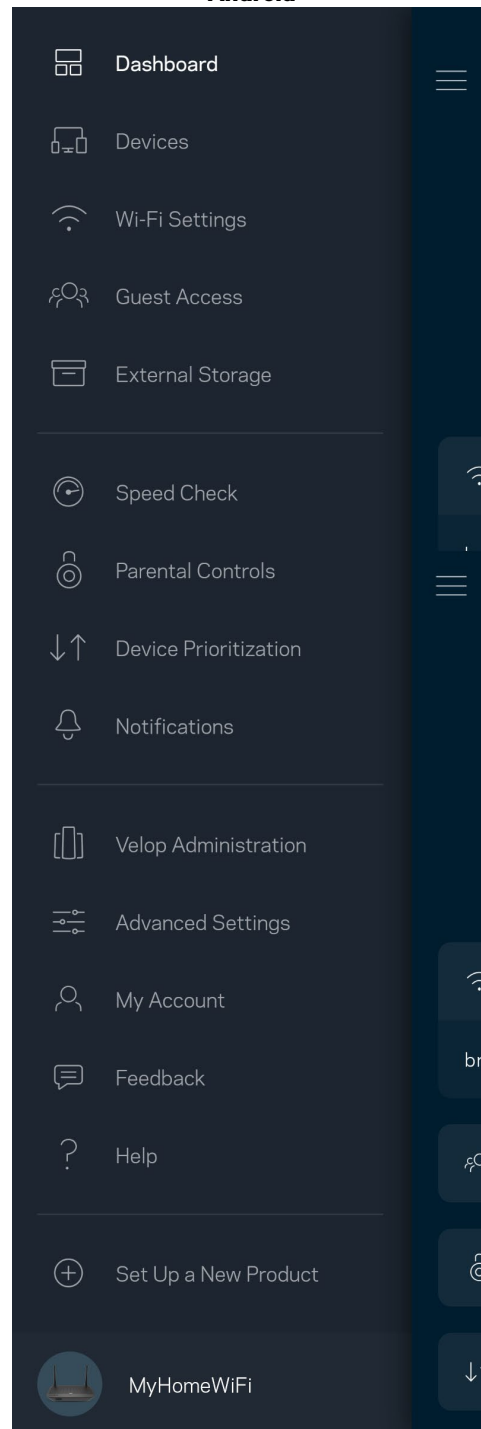 Dashboard
Devices
Wi-Fi Settings
Guest Access
External Storage
Speed Check
Parental Controls
Device Prioritization
Notifications
Velop Administration
Advanced Settings
My Account
Feedback
Help
Set Up a New Product
MyHomeWiFi